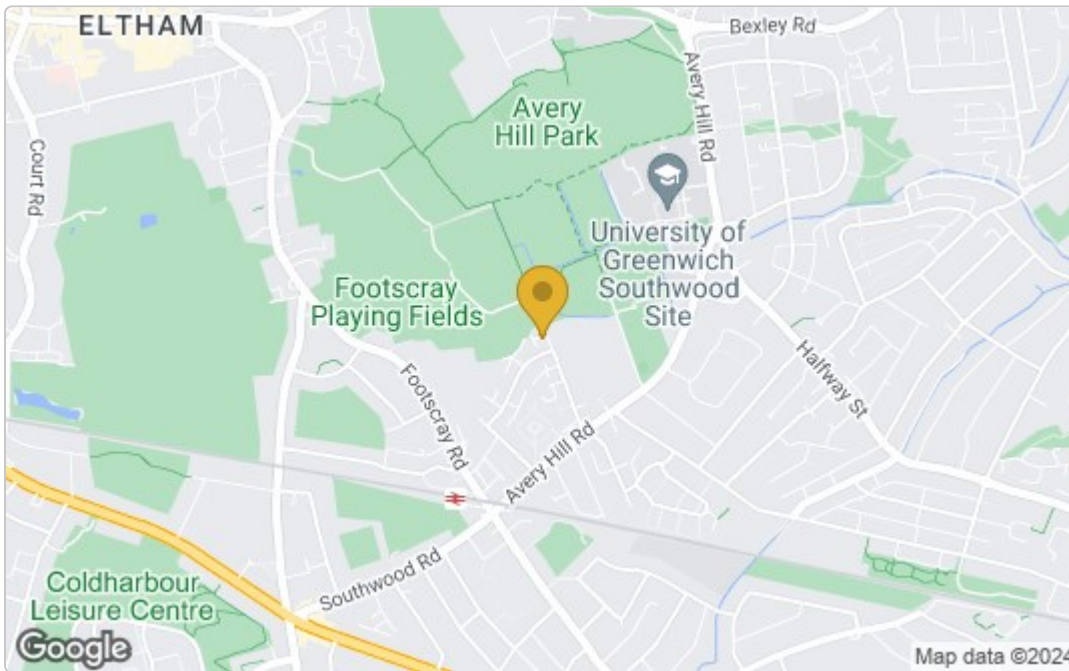 ELTHAM
Bexley Rd
Avery Hill Rd
Avery
Hill Park
Court Rd
University of
Greenwich
Southwood
Site
Footscray
Playing Fields
Halfway St
Footscray Rd
Avery Hill Rd
Southwood Rd
Coldharbour
Leisure Centre
Google
Map data ©2024